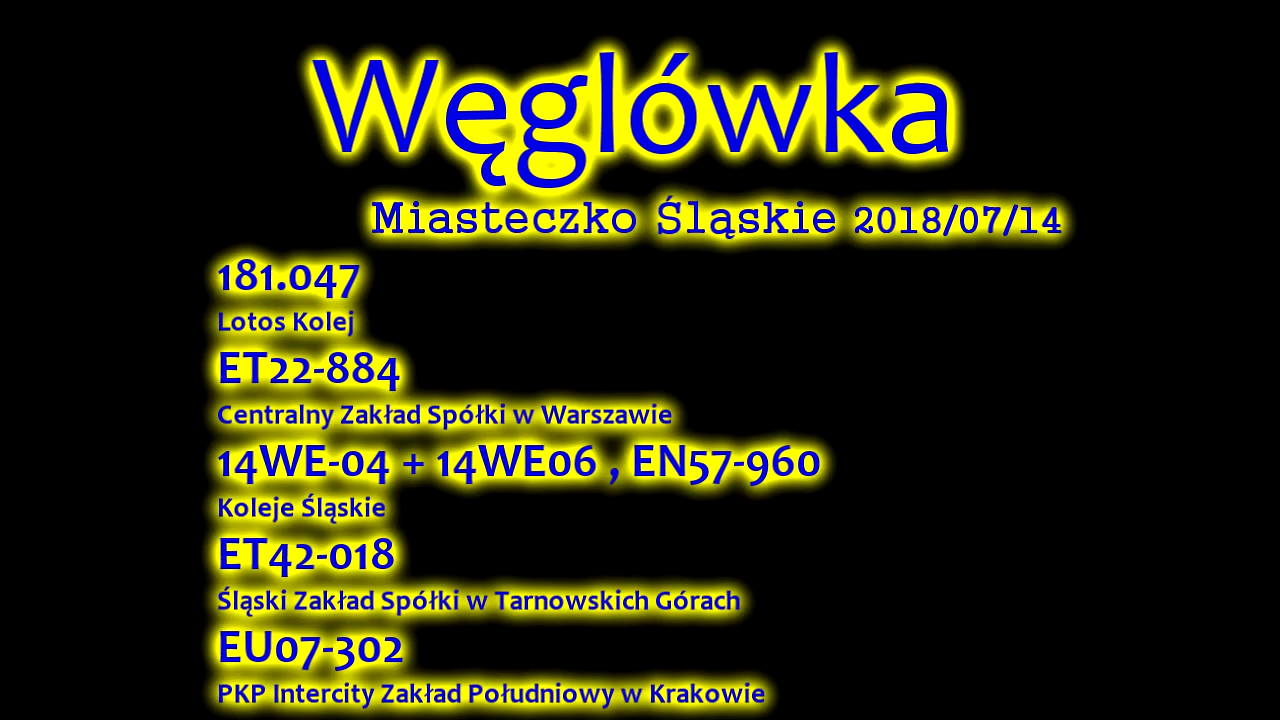 Węglówka
Miasteczko Śląskie 2018/07/14
181.047
Lotos Kolej
ET22-884
Centralny Zakład Spółki w Warszawie
14WE-04 + 14WE06 , EN57-960
Koleje Śląskie
ET42-018
Śląski Zakład Spółki w Tarnowskich Górach
EU07-302
PKP Intercity Zakład Południowy w Krakowie